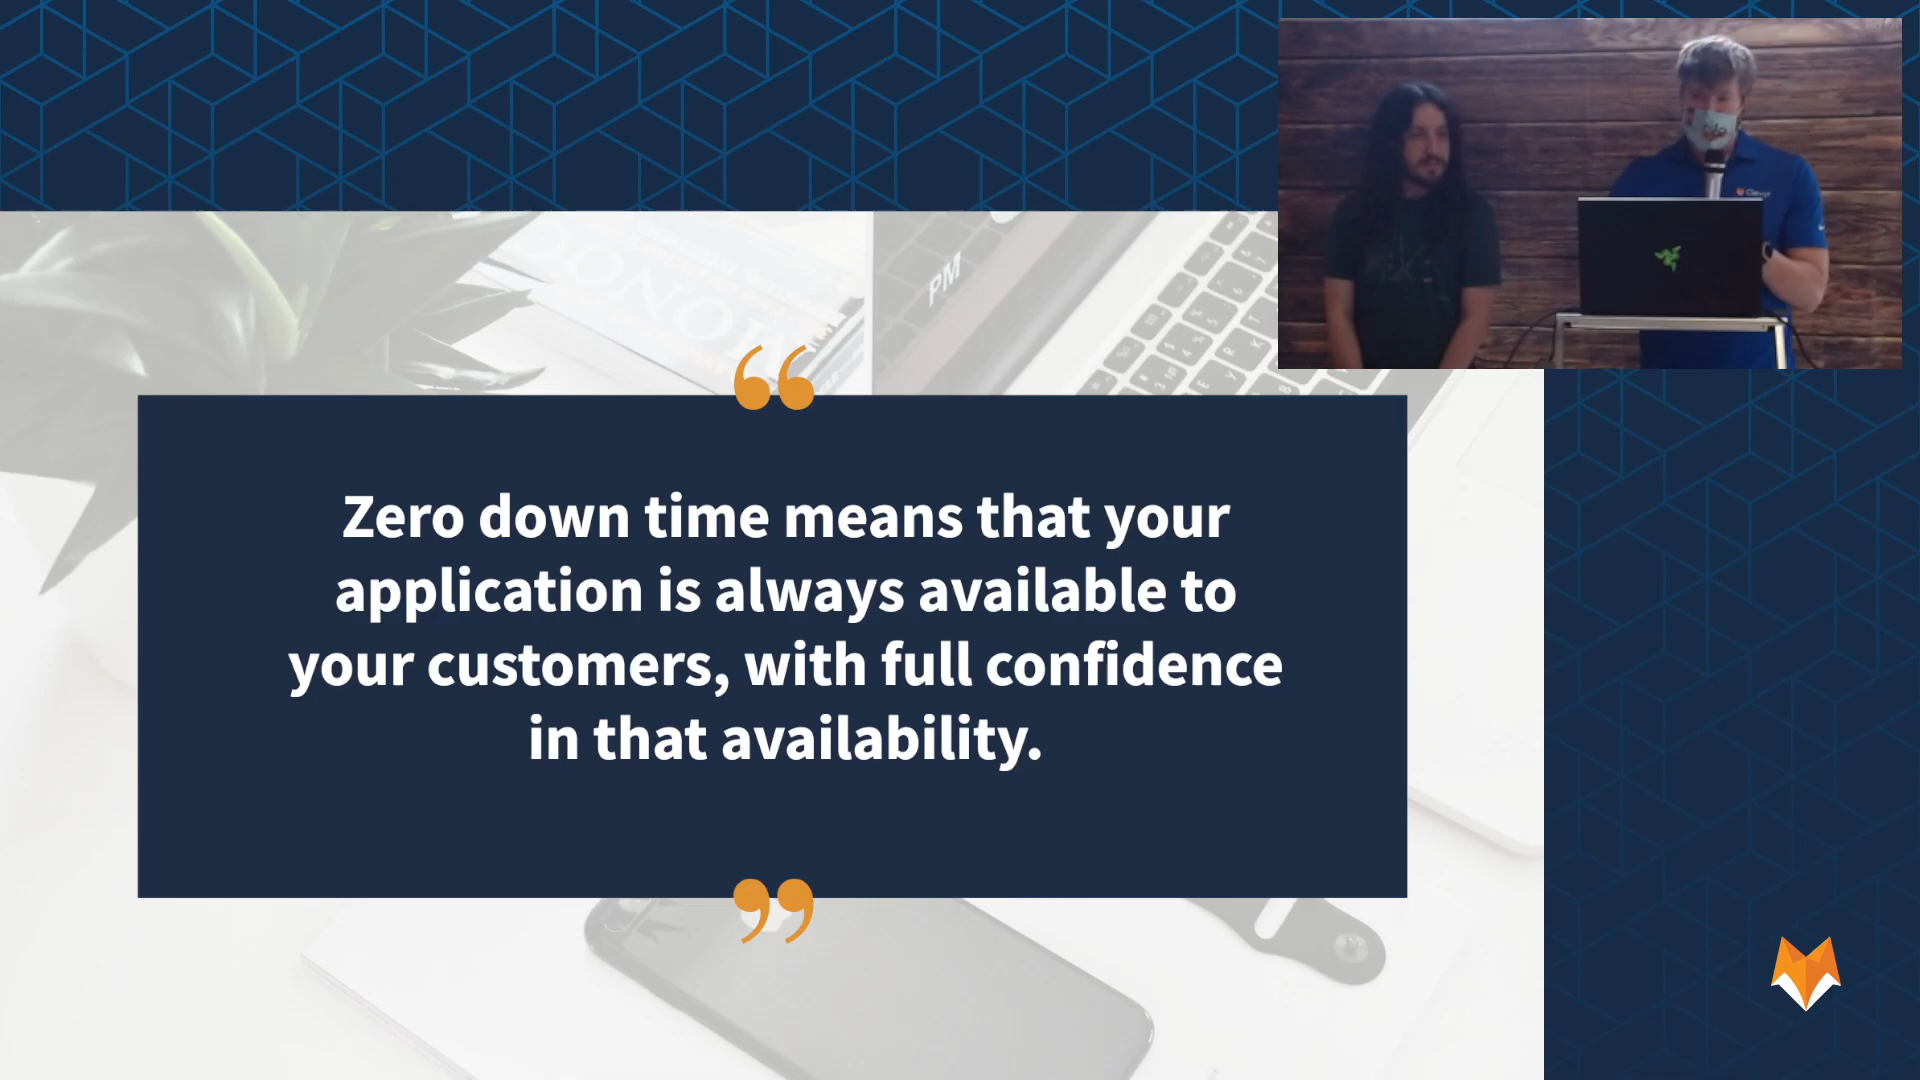 Zero down time means that your
application is always available to
your customers, with full confidence
in that availability.
PM